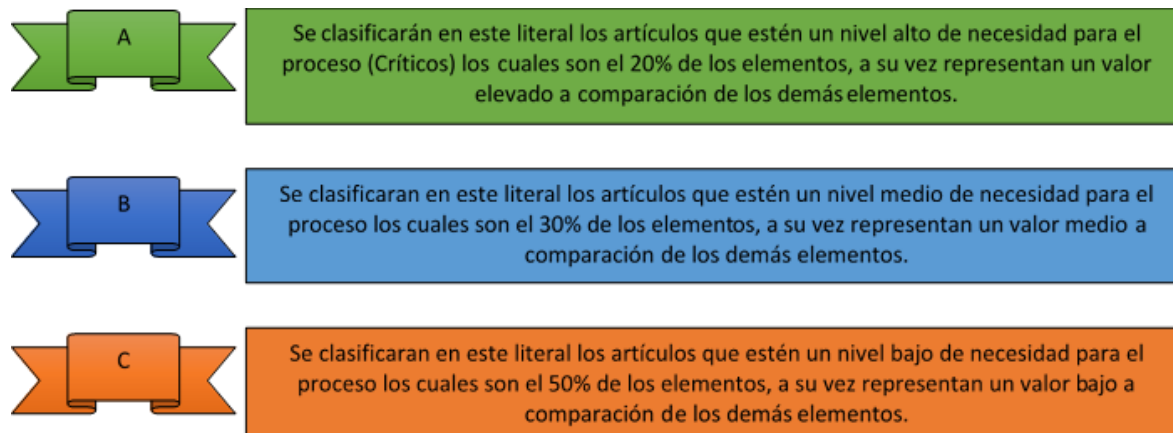 A
Se clasificarán en este literal los artículos que estén un nivel alto de necesidad para el
proceso (Críticos) los cuales son el 20% de los elementos, a su vez representan un valor
elevado a comparación de los demás elementos.
B
Se clasificaran en este literal los artículos que estén un nivel medio de necesidad para el
proceso los cuales son el 30% de los elementos, a su vez representan un valor medio a
comparación de los demás elementos.
C
Se clasificaran en este literal los artículos que estén un nivel bajo de necesidad para el
proceso los cuales son el 50% de los elementos, a su vez representan un valor bajo a
comparación de los demás elementos.